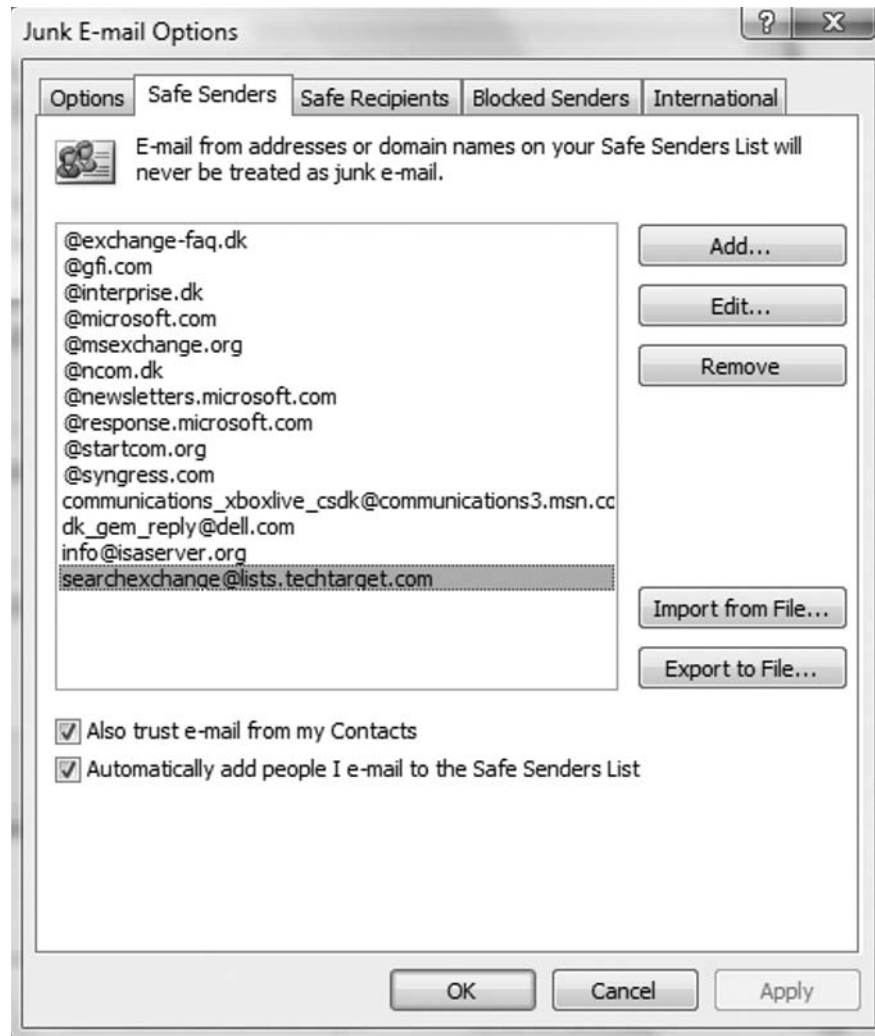 Junk E-mail Options
?
Options Safe Senders Safe Recipients Blocked Senders International
E-mail from addresses or domain names on your Safe Senders List will
never be treated as junk e-mail.
@exchange-faq.dk
@gfi.com
@interprise.dk
@microsoft.com
@msexchange.org
@ncom.dk
@newsletters.microsoft.com
@response.microsoft.com
@startcom.org
@syngress.com
communications_xboxlive_csdk@communications3.msn.cc
dk_gem_reply@dell.com
info@isaserver.org
searchexchange@lists.techtarget.com
Add...
Edit...
Remove
Import from File...
Export to File...
Also trust e-mail from my Contacts
Automatically add people I e-mail to the Safe Senders List
OK Cancel Apply